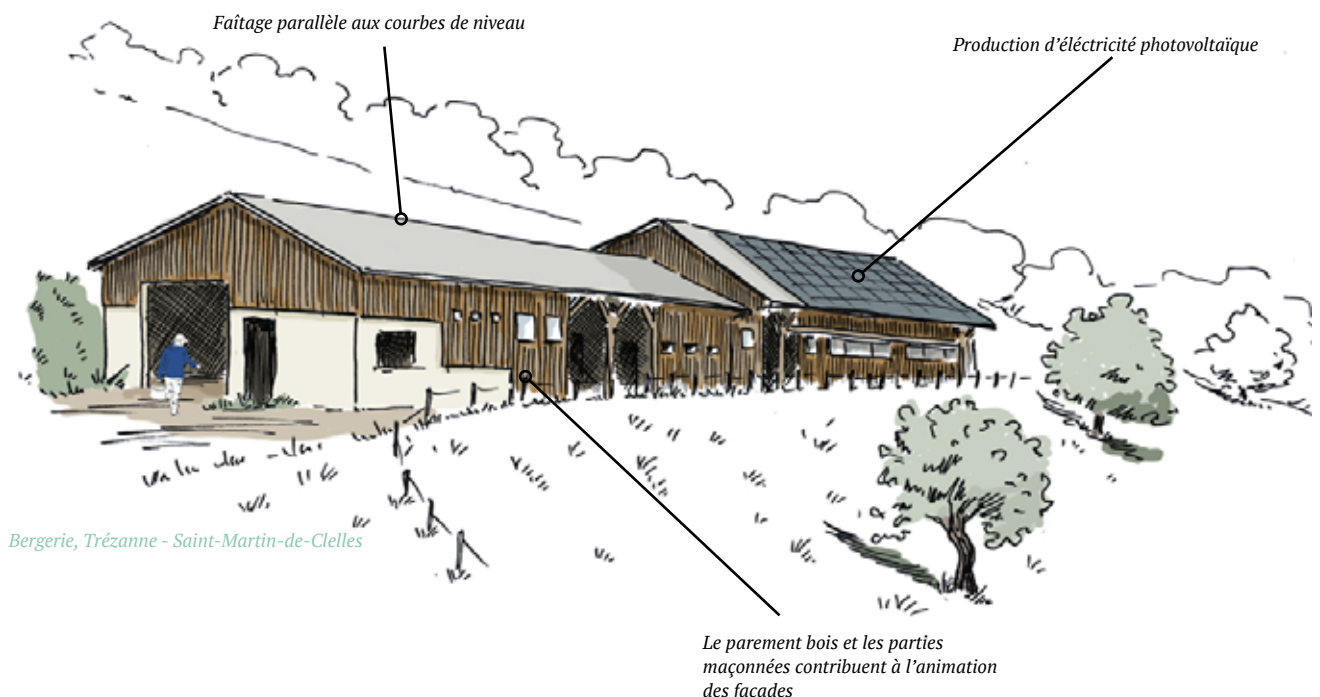 Faîtage parallèle aux courbes de niveau
Production d’éléctricité photovoltaïque
Bergerie, Trézanne - Saint-Martin-de-Clelles
Le parement bois et les parties
maçonnées contribuent à l’animation
des façades